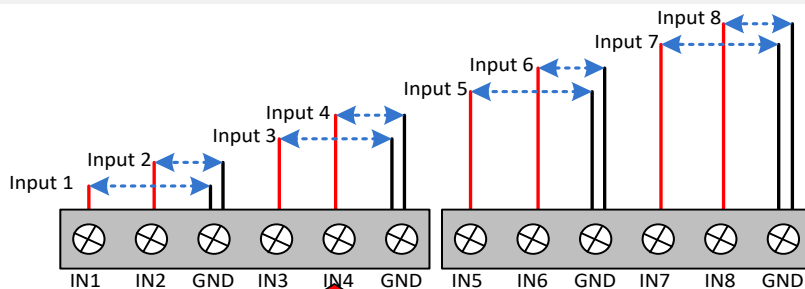 Input 8
Input 7
Input 6
Input 5
Input 4
Input 3
Input 2
Input 1
IN1 IN2 GND IN3 IN4 GND IN5 IN6 GND IN7 IN8 GND